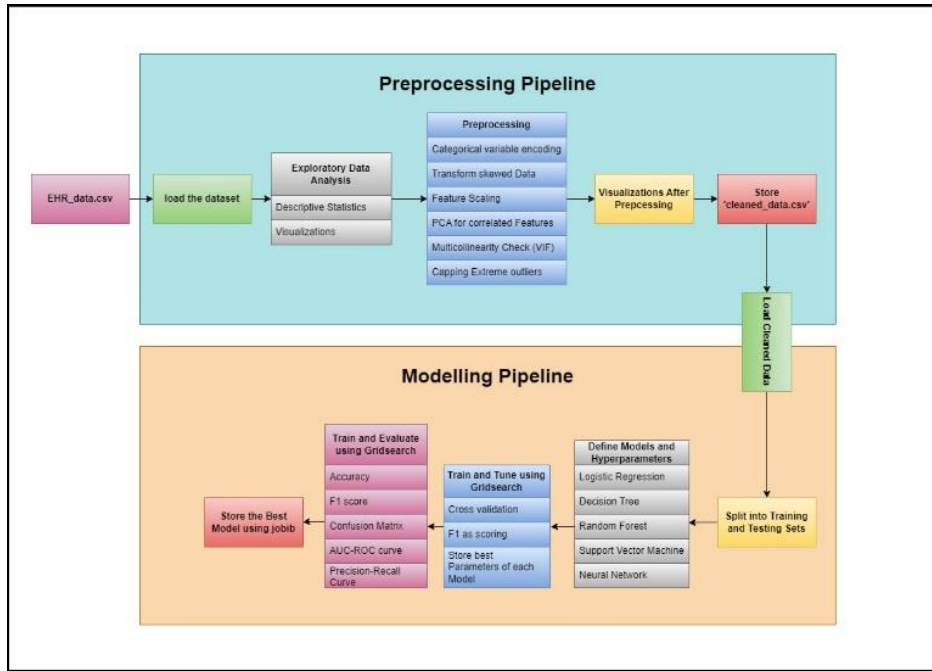 Preprocessing Pipeline
EHR_data.csv
load the dataset
Exploratory Data
Analysis
Descriptive Statistics
Visualizations
Preprocessing
Categorical variable encoding
Transform skewed Data
Feature Scaling
PCA for correlated Features
Multicollinearity Check (VIF)
Capping Extreme outliers
Visualizations After
Prepcessing
Store
'cleaned_data.csv'
Load Cleaned Data
Modelling Pipeline
Split into Training
and Testing Sets
Define Models and
Hyperparameters
Logistic Regression
Decision Tree
Random Forest
Support Vector Machine
Neural Network
Train and Tune using
Gridsearch
Cross validation
F1 as scoring
Store best
Parameters of each
Model
Train and Evaluate
using Gridsearch
Accuracy
F1 score
Confusion Matrix
AUC-ROC curve
Precision-Recall
Curve
Store the Best
Model using jobib